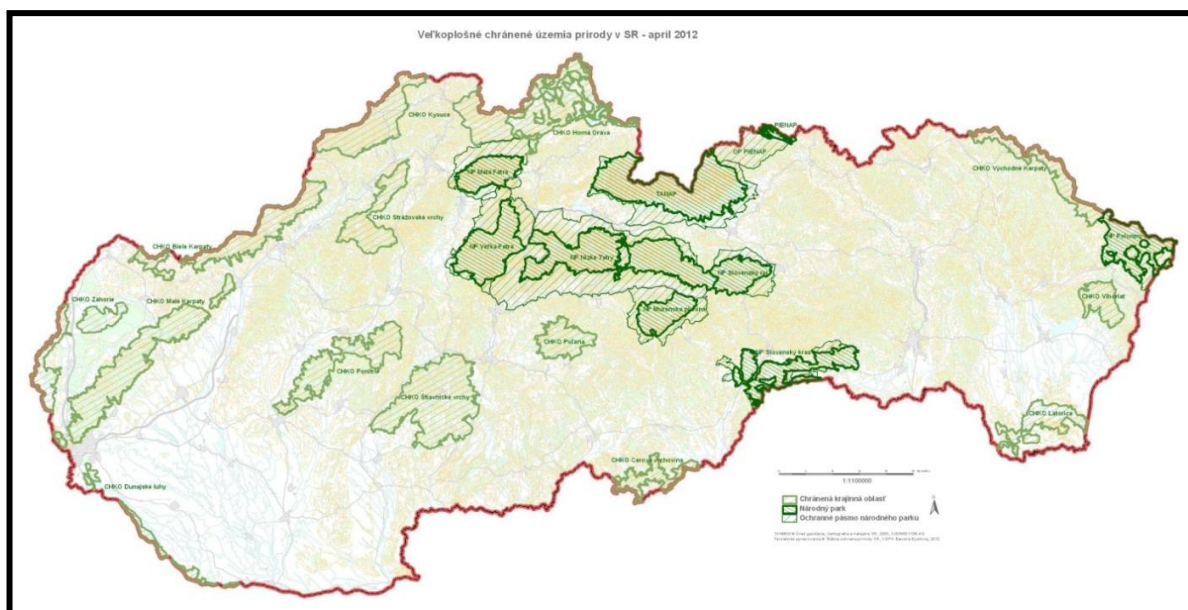 Veľkoplošné chránené územia prírody v SR - apríl 2012
CHKO Kysuce
CHKO Horná Orava
PIENAP
OP PIENAP
NP Malá Fatra
TANAP
CHKO Východné Karpaty
CHKO Strážovské vrchy
CHKO Biele Karpaty
NP Poloniny
NP Veľká Fatra
NP Nízke Tatry
NP Slovenský raj
CHKO Záhorie
CHKO Malé Karpaty
CHKO Vihorlat
NP Muránska planina
CHKO Poľana
NP Slovenský kras
CHKO Ponitrie
CHKO Štiavnické vrchy
CHKO Latorica
CHKO Cerová vrchovina
CHKO Dunajské luhy
1:1100000
Chránená krajinná oblasť
Národný park
Ochranné pásmo národného parku